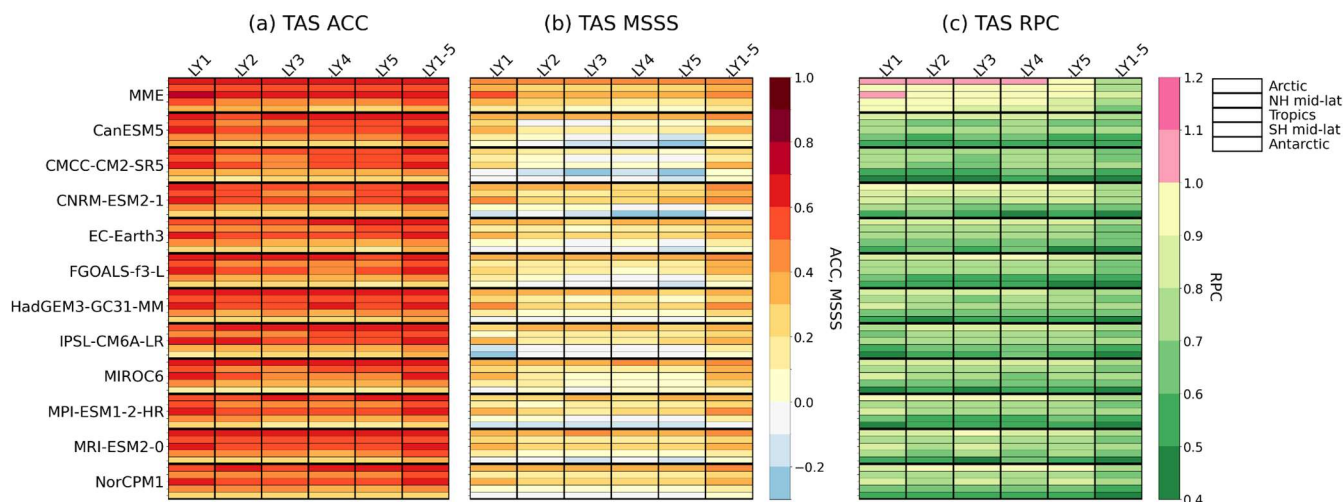 (a) TAS ACC
(b) TAS MSSS
(c) TAS RPC
LY1 LY2 LY3 LY4 LY5 LY1-5
LY1 LY2 LY3 LY4 LY5 LY1-5
LY1 LY2 LY3 LY4 LY5 LY1-5
MME
CanESM5
CMCC-CM2-SR5
CNRM-ESM2-1
EC-Earth3
FGOALS-f3-L
HadGEM3-GC31-MM
IPSL-CM6A-LR
MIROC6
MPI-ESM1-2-HR
MRI-ESM2-0
NorCPM1
1.0
0.8
0.6
0.4
0.2
0.0
−0.2
ACC, MSSS
1.2
1.1
1.0
0.9
0.8
0.7
0.6
0.5
0.4
RPC
Arctic
NH mid-lat
Tropics
SH mid-lat
Antarctic